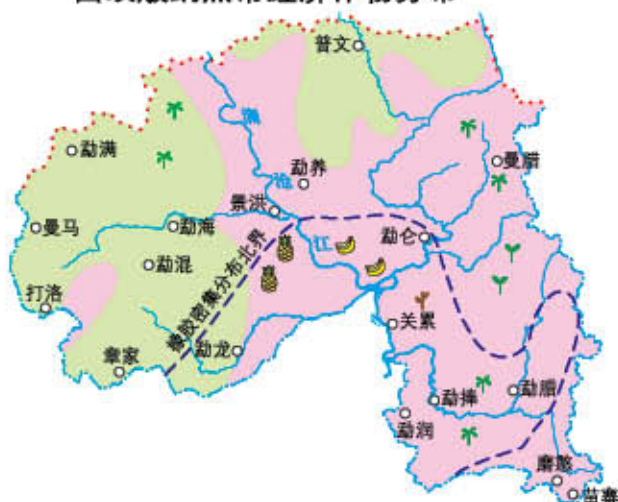 普文
勐满
澜
勐养
曼腊
沧
景洪
曼马
勐海
江
勐仑
勐混
橡胶密集分布北界
打洛
关累
勐龙
章家
勐捧
勐腊
勐润
磨憨